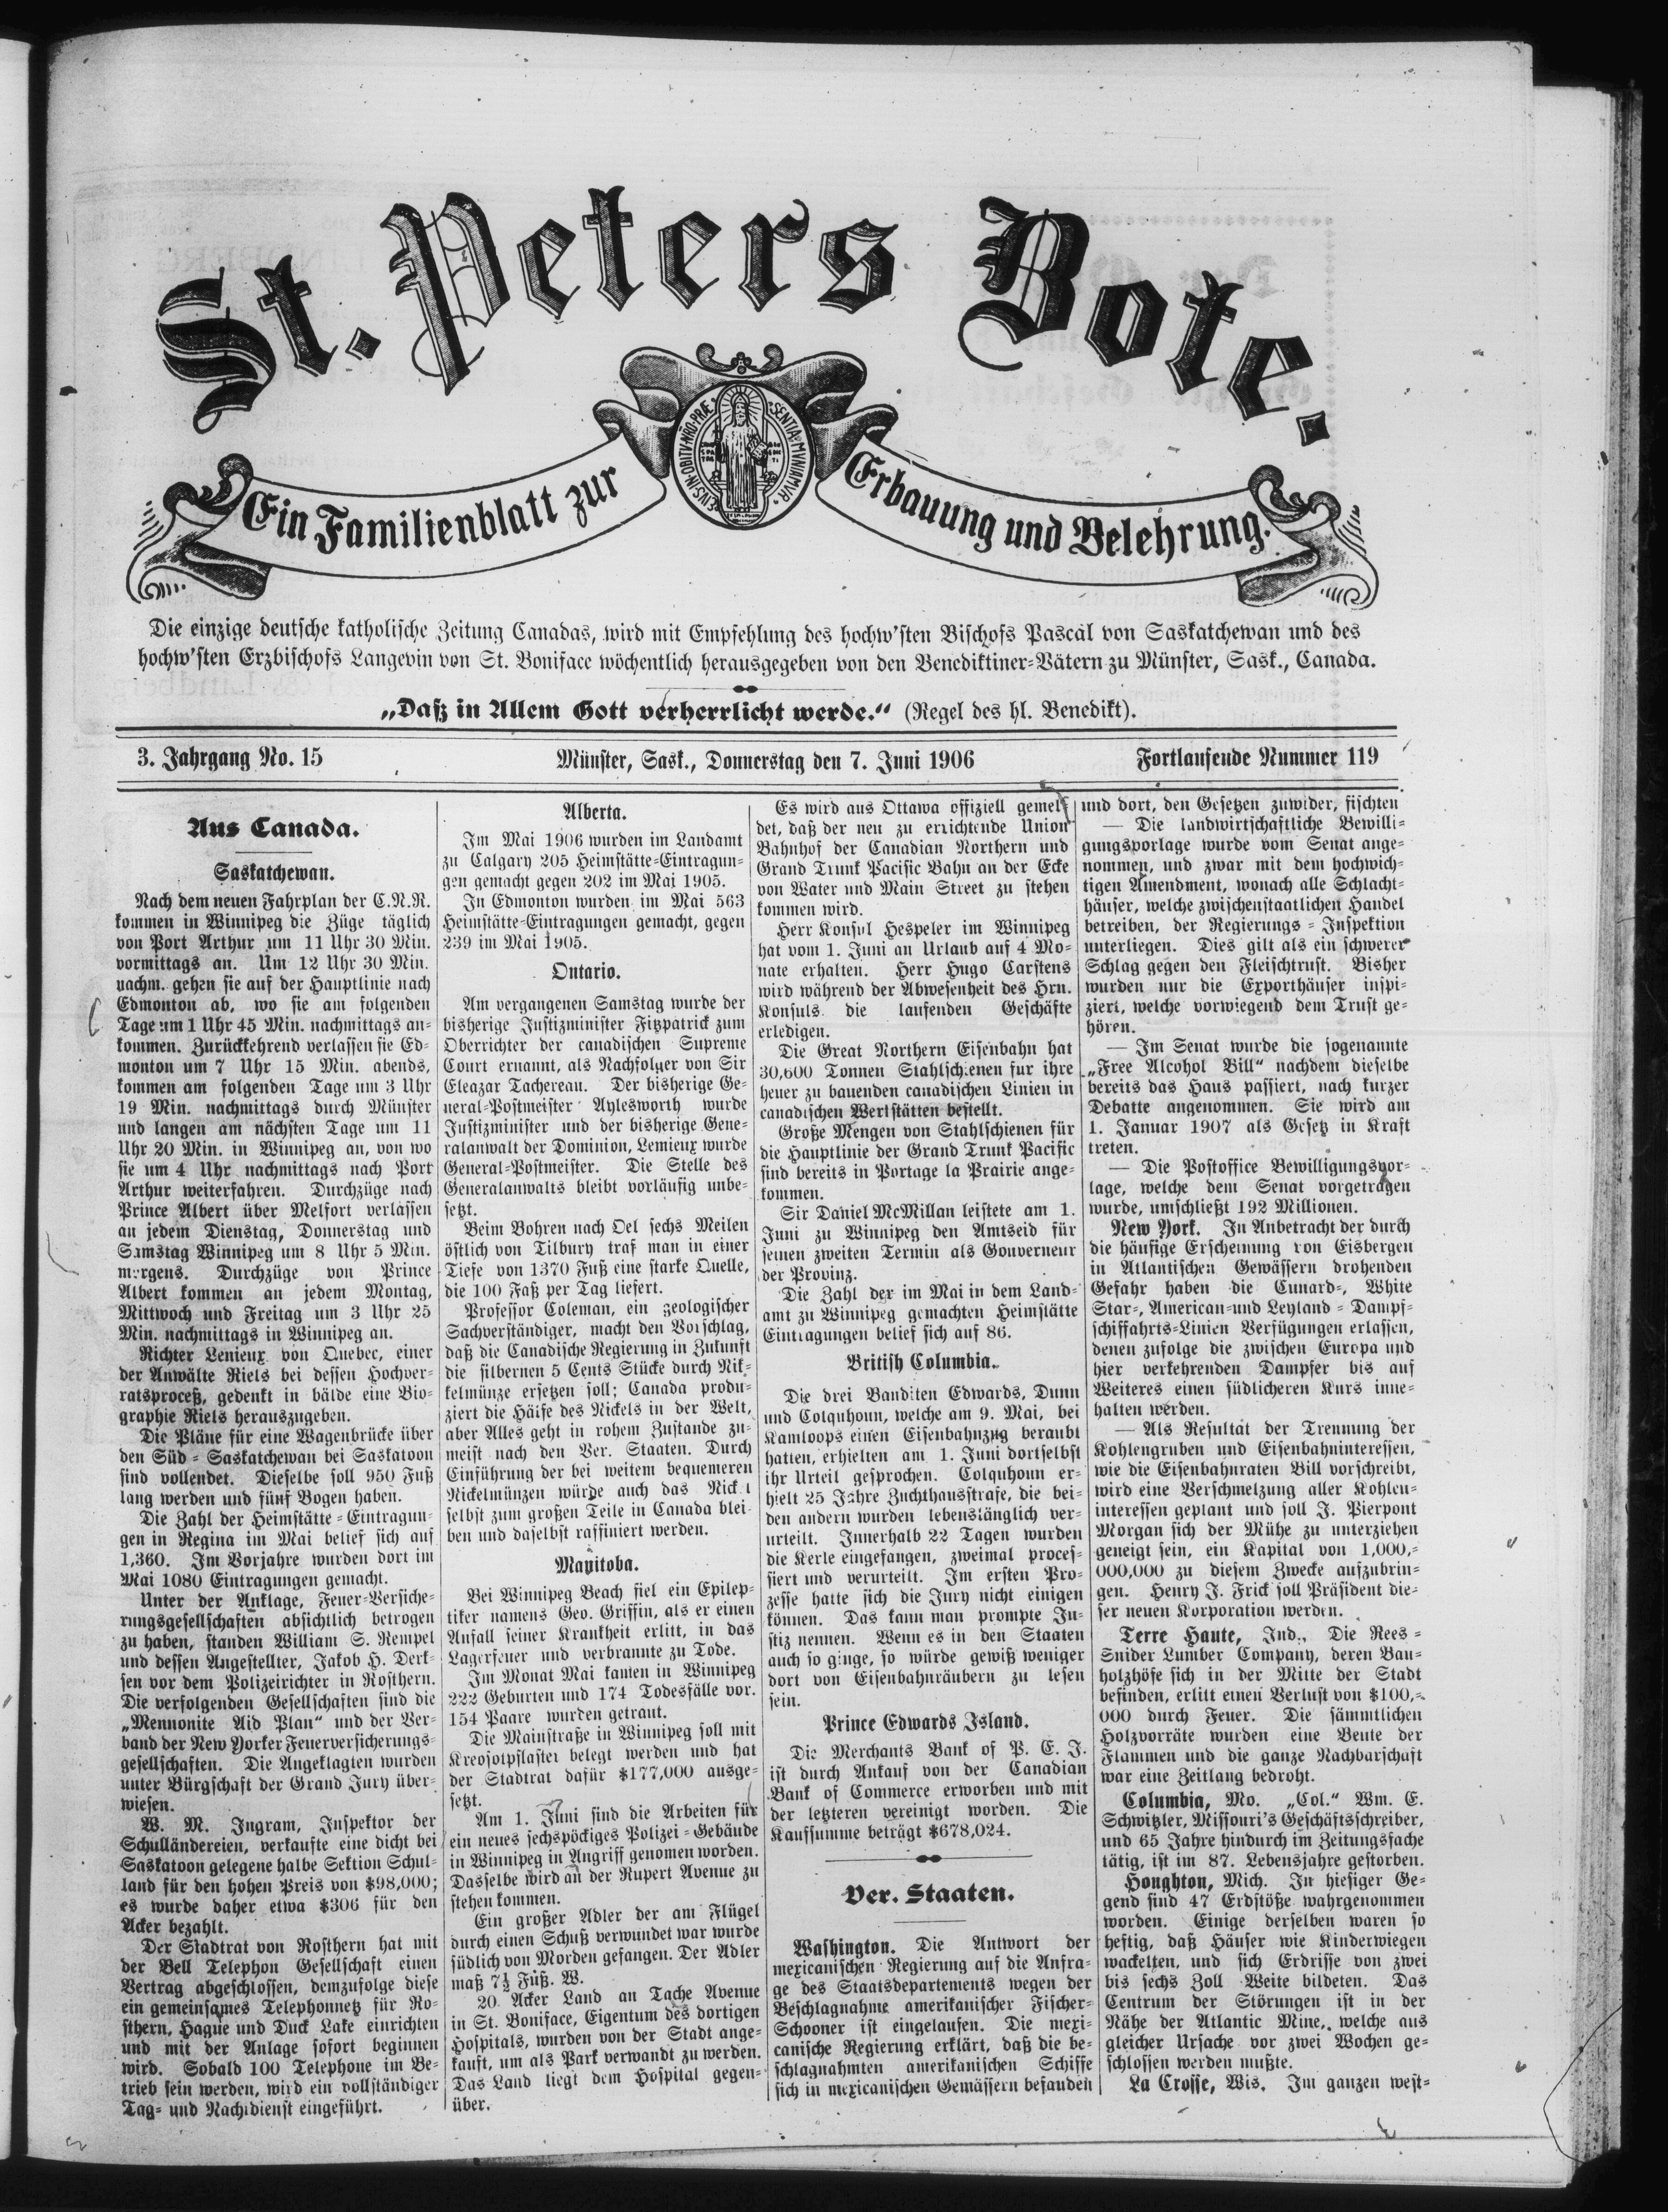 St. Peters Bote.
Ein Familienblatt zur Erbauung und Belehrung.
Die einzige deutsche katholische Zeitung Canadas, wird mit Empfehlung des hochw'sten Bischofs Pascal von Saskatchewan und des
hochw'sten Erzbischofs Langevin von St. Boniface wöchentlich herausgegeben von den Benediktiner-Vätern zu Münster, Sask., Canada.
„Daß in Allem Gott verherrlicht werde.“ (Regel des hl. Benedikt).
3. Jahrgang No. 15 Münster, Sask., Donnerstag den 7. Juni 1906 Fortlaufende Nummer 119
Aus Canada.
Saskatchewan.
Nach dem neuen Fahrplan der C.N.R.
kommen in Winnipeg die Züge täglich
von Port Arthur um 11 Uhr 30 Min.
vormittags an. Um 12 Uhr 30 Min.
nachm. gehen sie auf der Hauptlinie nach
Edmonton ab, wo sie am folgenden
Tage um 1 Uhr 45 Min. nachmittags an-
kommen. Zurückkehrend verlassen sie Ed-
monton um 7 Uhr 15 Min. abends,
kommen am folgenden Tage um 3 Uhr
19 Min. nachmittags durch Münster
und langen am nächsten Tage um 11
Uhr 20 Min. in Winnipeg an, von wo
sie um 4 Uhr nachmittags nach Port
Arthur weiterfahren. Durchzüge nach
Prince Albert über Melfort verlassen
an jedem Dienstag, Donnerstag und
Samstag Winnipeg um 8 Uhr 5 Min.
morgens. Durchzüge von Prince
Albert kommen an jedem Montag,
Mittwoch und Freitag um 3 Uhr 25
Min. nachmittags in Winnipeg an.
Richter Lenieux von Quebec, einer
der Anwälte Riels bei dessen Hochver-
ratsproceß, gedenkt in bälde eine Bio-
graphie Riels herauszugeben.
Die Pläne für eine Wagenbrücke über
den Süd-Saskatchewan bei Saskatoon
sind vollendet. Dieselbe soll 950 Fuß
lang werden und fünf Bogen haben.
Die Zahl der Heimstätte-Eintragun-
gen in Regina im Mai belief sich auf
1,360. Im Vorjahre wurden dort im
Mai 1080 Eintragungen gemacht.
Unter der Anklage, Feuer-Versiche-
rungsgesellschaften absichtlich betrogen
zu haben, standen William S. Rempel
und dessen Angestellter, Jakob H. Derk-
sen vor dem Polizeirichter in Rosthern.
Die verfolgenden Gesellschaften sind die
„Mennonite Aid Plan“ und der Ver-
band der New Yorker Feuerversicherungs-
gesellschaften. Die Angeklagten wurden
unter Bürgschaft der Grand Jury über-
wiesen.
W. M. Ingram, Inspektor der
Schulländereien, verkaufte eine dicht bei
Saskatoon gelegene halbe Sektion Schul-
land für den hohen Preis von $98,000;
es wurde daher etwa $306 für den
Acker bezahlt.
Der Stadtrat von Rosthern hat mit
der Bell Telephon Gesellschaft einen
Vertrag abgeschlossen, demzufolge diese
ein gemeinsames Telephonnetz für Ro-
sthern, Hague und Duck Lake einrichten
und mit der Anlage sofort beginnen
wird. Sobald 100 Telephone im Be-
trieb sein werden, wird ein vollständiger
Tag- und Nachtdienst eingeführt.
Alberta.
Im Mai 1906 wurden im Landamt
zu Calgary 205 Heimstätte-Eintragun-
gen gemacht gegen 202 im Mai 1905.
In Edmonton wurden im Mai 563
Heimstätte-Eintragungen gemacht, gegen
239 im Mai 1905.
Ontario.
Am vergangenen Samstag wurde der
bisherige Justizminister Fitzpatrick zum
Oberrichter der canadischen Supreme
Court ernannt, als Nachfolger von Sir
Eleazar Tachereau. Der bisherige Ge-
neral-Postmeister Aylesworth wurde
Justizminister und der bisherige Gene-
ralanwalt der Dominion, Lemieux wurde
General-Postmeister. Die Stelle des
Generalanwalts bleibt vorläufig unbe-
setzt.
Beim Bohren nach Oel sechs Meilen
östlich von Tilbury traf man in einer
Tiefe von 1370 Fuß eine starke Quelle,
die 100 Faß per Tag liefert.
Professor Coleman, ein geologischer
Sachverständiger, macht den Vorschlag,
daß die Canadische Regierung in Zukunft
die silbernen 5 Cents Stücke durch Nik-
kelmünze ersetzen soll; Canada produ-
ziert die Häife des Nickels in der Welt,
aber Alles geht in rohem Zustande zu-
meist nach den Ver. Staaten. Durch
Einführung der bei weitem bequemeren
Nickelmünzen würde auch das Nickel
selbst zum großen Teile in Canada blei-
ben und daselbst raffiniert werden.
Manitoba.
Bei Winnipeg Beach fiel ein Epilep-
tiker namens Geo. Griffin, als er einen
Anfall seiner Krankheit erlitt, in das
Lagerfeuer und verbrannte zu Tode.
Im Monat Mai kamen in Winnipeg
222 Geburten und 174 Todesfälle vor.
154 Paare wurden getraut.
Die Mainstraße in Winnipeg soll mit
Kreosotpflaster belegt werden und hat
der Stadtrat dafür $177,000 ausge-
setzt.
Am 1. Juni sind die Arbeiten für
ein neues sechspöckiges Polizei-Gebäude
in Winnipeg in Angriff genomen worden.
Dasselbe wird an der Rupert Avenue zu
stehen kommen.
Ein großer Adler der am Flügel
durch einen Schuß verwundet war wurde
südlich von Morden gefangen. Der Adler
maß 7½ Füß. W.
20 Acker Land an Tache Avenue
in St. Boniface, Eigentum des dortigen
Hospitals, wurden von der Stadt ange-
kauft, um als Park verwandt zu werden.
Das Land liegt dem Hospital gegen-
über.
Es wird aus Ottawa offiziell gemel-
det, daß der neu zu errichtende Union
Bahnhof der Canadian Northern und
Grand Trunk Pacific Bahn an der Ecke
von Water und Main Street zu stehen
kommen wird.
Herr Konsul Hespeler im Winnipeg
hat vom 1. Juni an Urlaub auf 4 Mo-
nate erhalten. Herr Hugo Carstens
wird während der Abwesenheit des Hrn.
Konsuls die laufenden Geschäfte
erledigen.
Die Great Northern Eisenbahn hat
30,600 Tonnen Stahlschienen für ihre
heuer zu bauenden canadischen Linien in
canadischen Werkstätten bestellt.
Große Mengen von Stahlschienen für
die Hauptlinie der Grand Trunk Pacific
sind bereits in Portage la Prairie ange-
kommen.
Sir Daniel McMillan leistete am 1.
Juni zu Winnipeg den Amtseid für
seinen zweiten Termin als Gouverneur
der Provinz.
Die Zahl der im Mai in dem Land-
amt zu Winnipeg gemachten Heimstätte
Eintragungen belief sich auf 86.
British Columbia.
Die drei Banditen Edwards, Dunn
und Colquhoun, welche am 9. Mai, bei
Kamloops einen Eisenbahnzug beraubt
hatten, erhielten am 1. Juni dortselbst
ihr Urteil gesprochen. Colquhoun er-
hielt 25 Jahre Zuchthausstrafe, die bei-
den andern wurden lebenslänglich ver-
urteilt. Innerhalb 22 Tagen wurden
die Kerle eingefangen, zweimal proces-
siert und verurteilt. Im ersten Pro-
zesse hatte sich die Jury nicht einigen
können. Das kann man prompte Ju-
stiz nennen. Wenn es in den Staaten
auch so ginge, so würde gewiß weniger
dort von Eisenbahnräubern zu lesen
sein.
Prince Edwards Island.
Die Merchants Bank of P. E. J.
ist durch Ankauf von der Canadian
Bank of Commerce erworben und mit
der letzteren vereinigt worden. Die
Kaufsumme beträgt $678,024.
Ver. Staaten.
Washington. Die Antwort der
mexicanischen Regierung auf die Anfra-
ge des Staatsdepartements wegen der
Beschlagnahme amerikanischer Fischer-
Schooner ist eingelaufen. Die mexi-
canische Regierung erklärt, daß die be-
schlagnahmten amerikanischen Schiffe
sich in mexicanischen Gewässern befanden
und dort, den Gesetzen zuwider, fischten
— Die landwirtschaftliche Bewilli-
gungsvorlage wurde vom Senat ange-
nommen, und zwar mit dem hochwich-
tigen Amendment, wonach alle Schlacht-
häuser, welche zwischenstaatlichen Handel
betreiben, der Regierungs-Inspektion
unterliegen. Dies gilt als ein schwerer
Schlag gegen den Fleischtrust. Bisher
wurden nur die Exporthäuser inspi-
ziert, welche vorwiegend dem Trust ge-
hören.
— Im Senat wurde die sogenannte
„Free Alcohol Bill“ nachdem dieselbe
bereits das Haus passiert, nach kurzer
Debatte angenommen. Sie wird am
1. Januar 1907 als Gesetz in Kraft
treten.
— Die Postoffice Bewilligungsvor-
lage, welche dem Senat vorgetragen
wurde, umschließt 192 Millionen.
New York. In Anbetracht der durch
die häufige Erscheinung von Eisbergen
in Atlantischen Gewässern drohenden
Gefahr haben die Cunard-, White
Star-, American- und Leyland-Dampf-
schiffahrts-Linien Verfügungen erlassen,
denen zufolge die zwischen Europa und
hier verkehrenden Dampfer bis auf
Weiteres einen südlicheren Kurs inne-
halten werden.
— Als Resultat der Trennung der
Kohlengruben und Eisenbahninteressen,
wie die Eisenbahnraten Bill vorschreibt,
wird eine Verschmelzung aller Kohlen-
interessen geplant und soll J. Pierpont
Morgan sich der Mühe zu unterziehen
geneigt sein, ein Kapital von 1,000,-
000,000 zu diesem Zwecke aufzubrin-
gen. Henry J. Frick soll Präsident die-
ser neuen Korporation werden.
Terre Haute, Ind., Die Rees-
Snider Lumber Company, deren Bau-
holzhöfe sich in der Mitte der Stadt
befinden, erlitt einen Verlust von $100,-
000 durch Feuer. Die sämmtlichen
Holzvorräte wurden eine Beute der
Flammen und die ganze Nachbarschaft
war eine Zeitlang bedroht.
Columbia, Mo. „Col.“ Wm. E.
Schwitzler, Missouri's Geschäftsschreiber,
und 65 Jahre hindurch im Zeitungsfache
tätig, ist im 87. Lebensjahre gestorben.
Houghton, Mich. In hiesiger Ge-
gend sind 47 Erdstöße wahrgenommen
worden. Einige derselben waren so
heftig, daß Häuser wie Kinderwiegen
wackelten, und sich Erdrisse von zwei
bis sechs Zoll Weite bildeten. Das
Centrum der Störungen ist in der
Nähe der Atlantic Mine, welche aus
gleicher Ursache vor zwei Wochen ge-
schlossen werden mußte.
La Crosse, Wis. Im ganzen west-